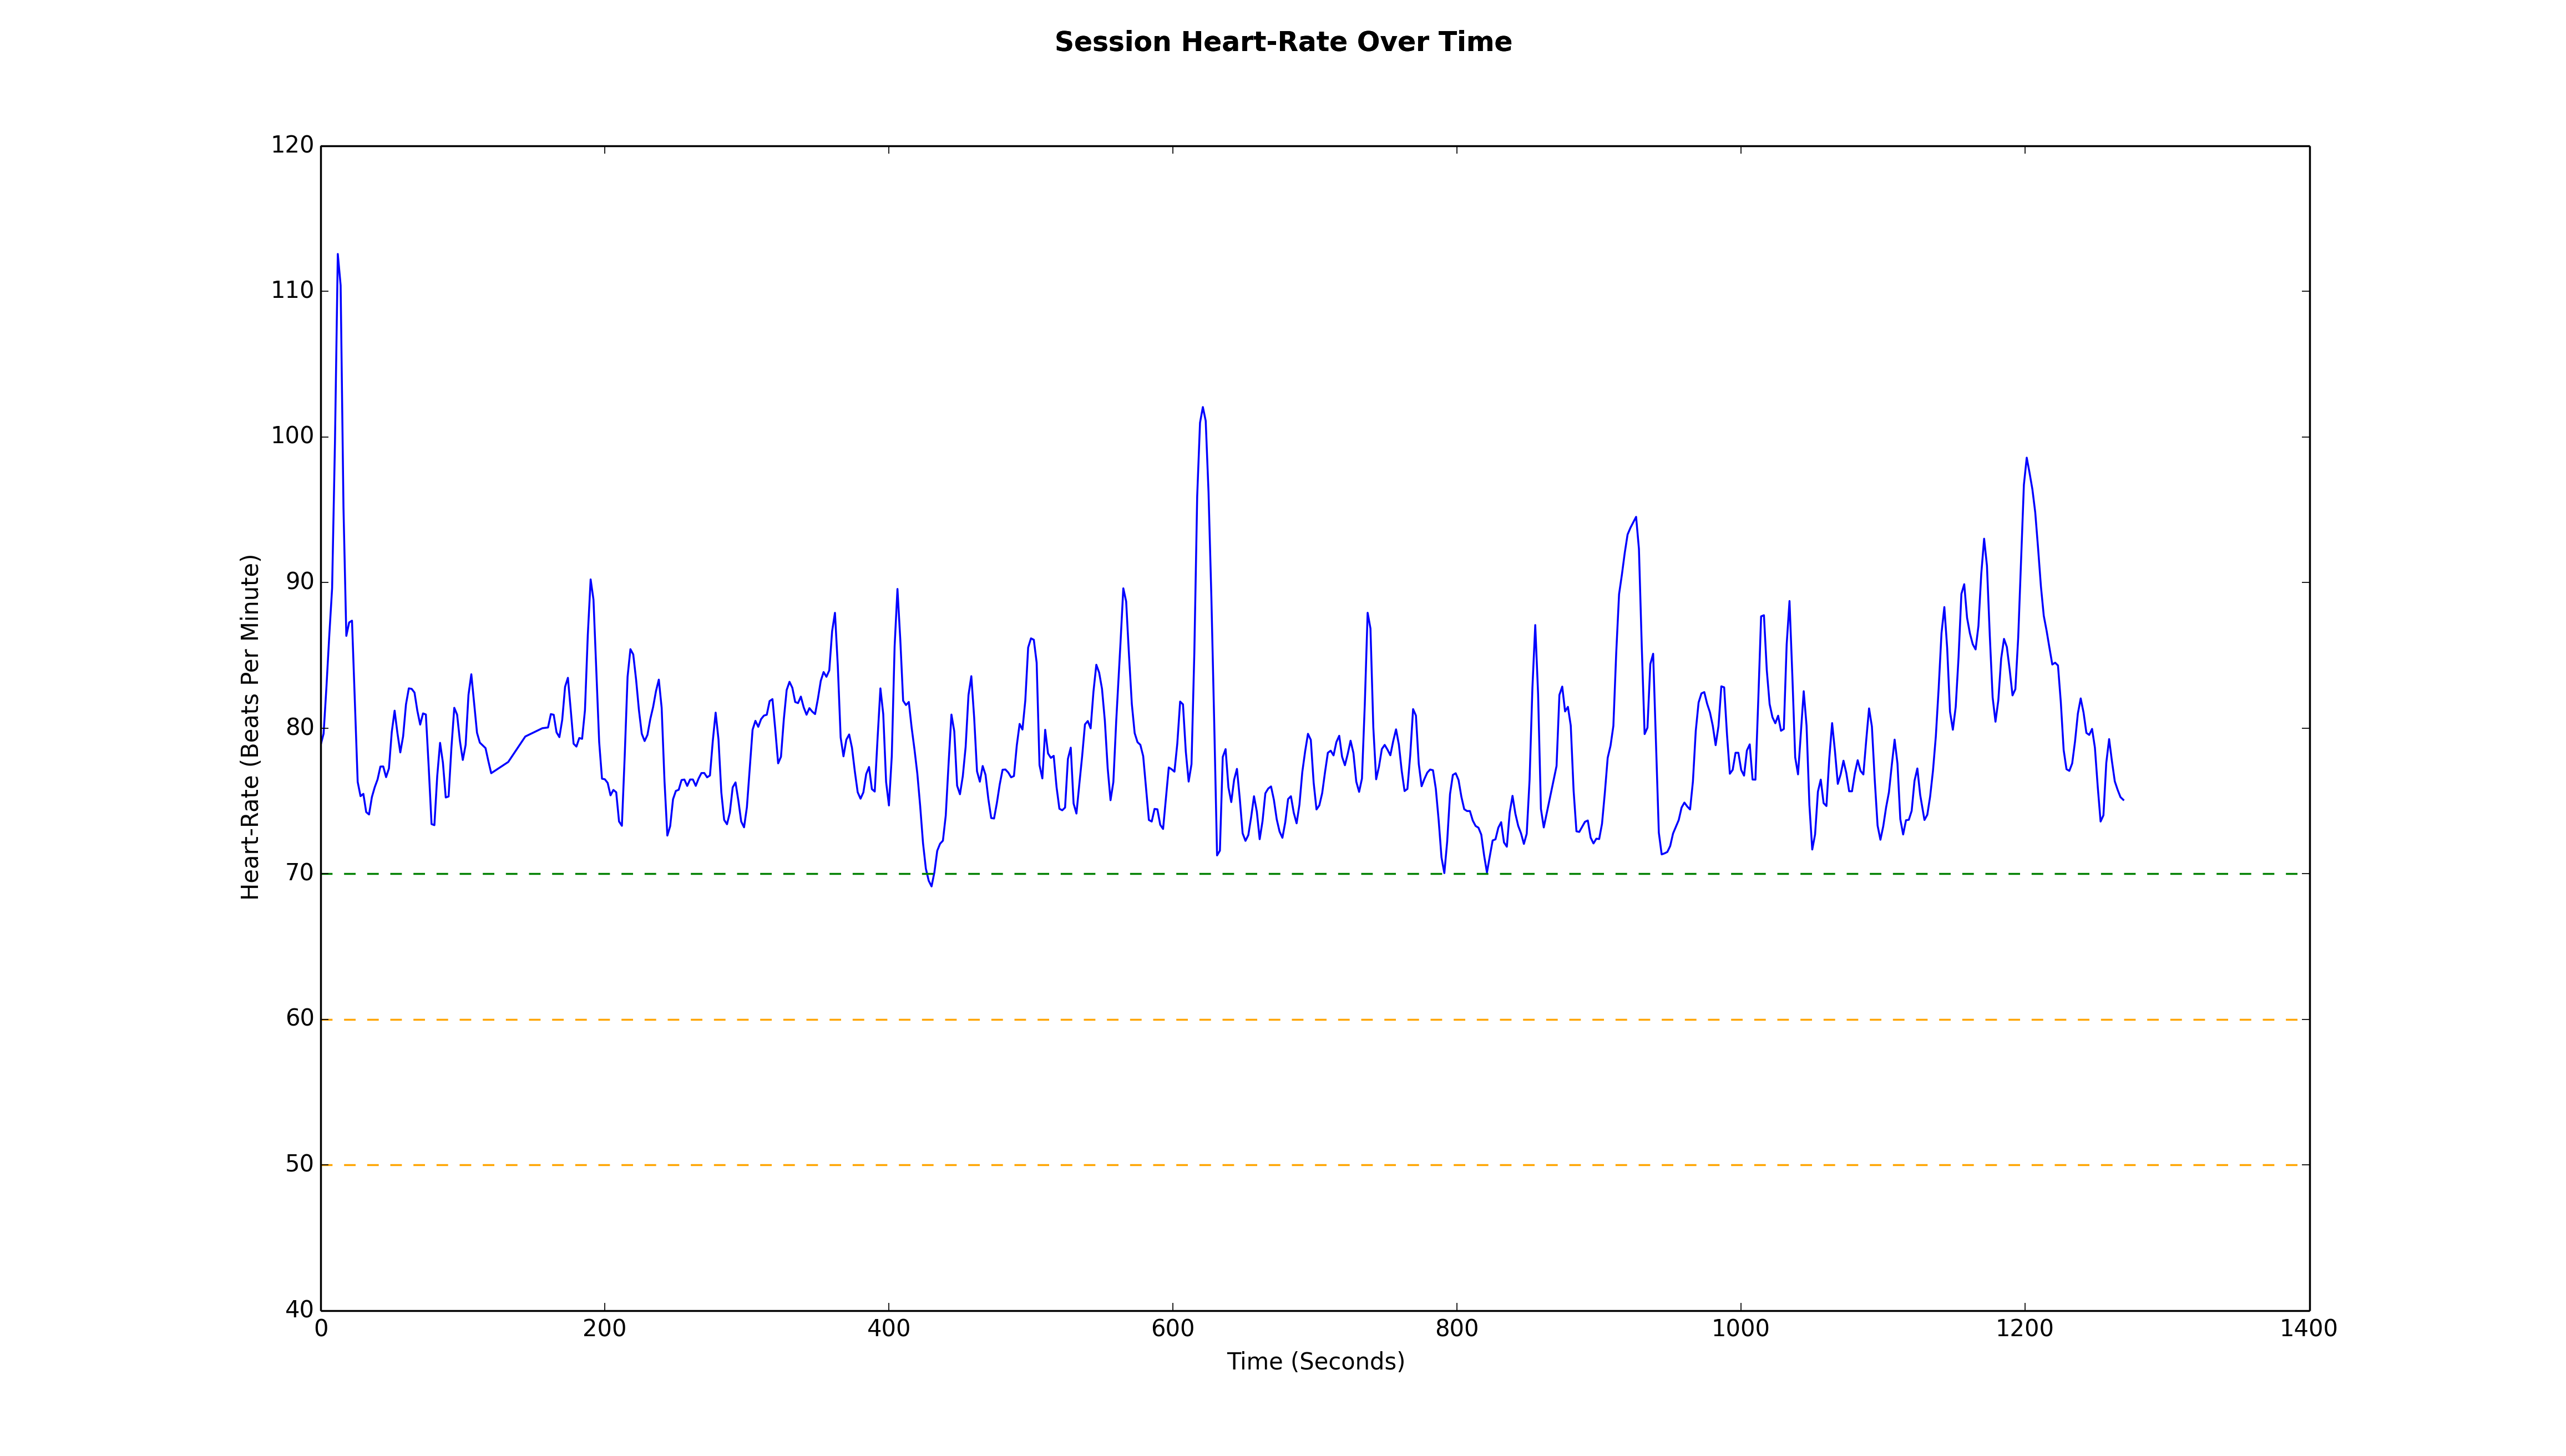 Session Heart-Rate Over Time
120
110
100
90
80
70
60
50
40
Heart-Rate (Beats Per Minute)
0 200 400 600 800 1000 1200 1400
Time (Seconds)